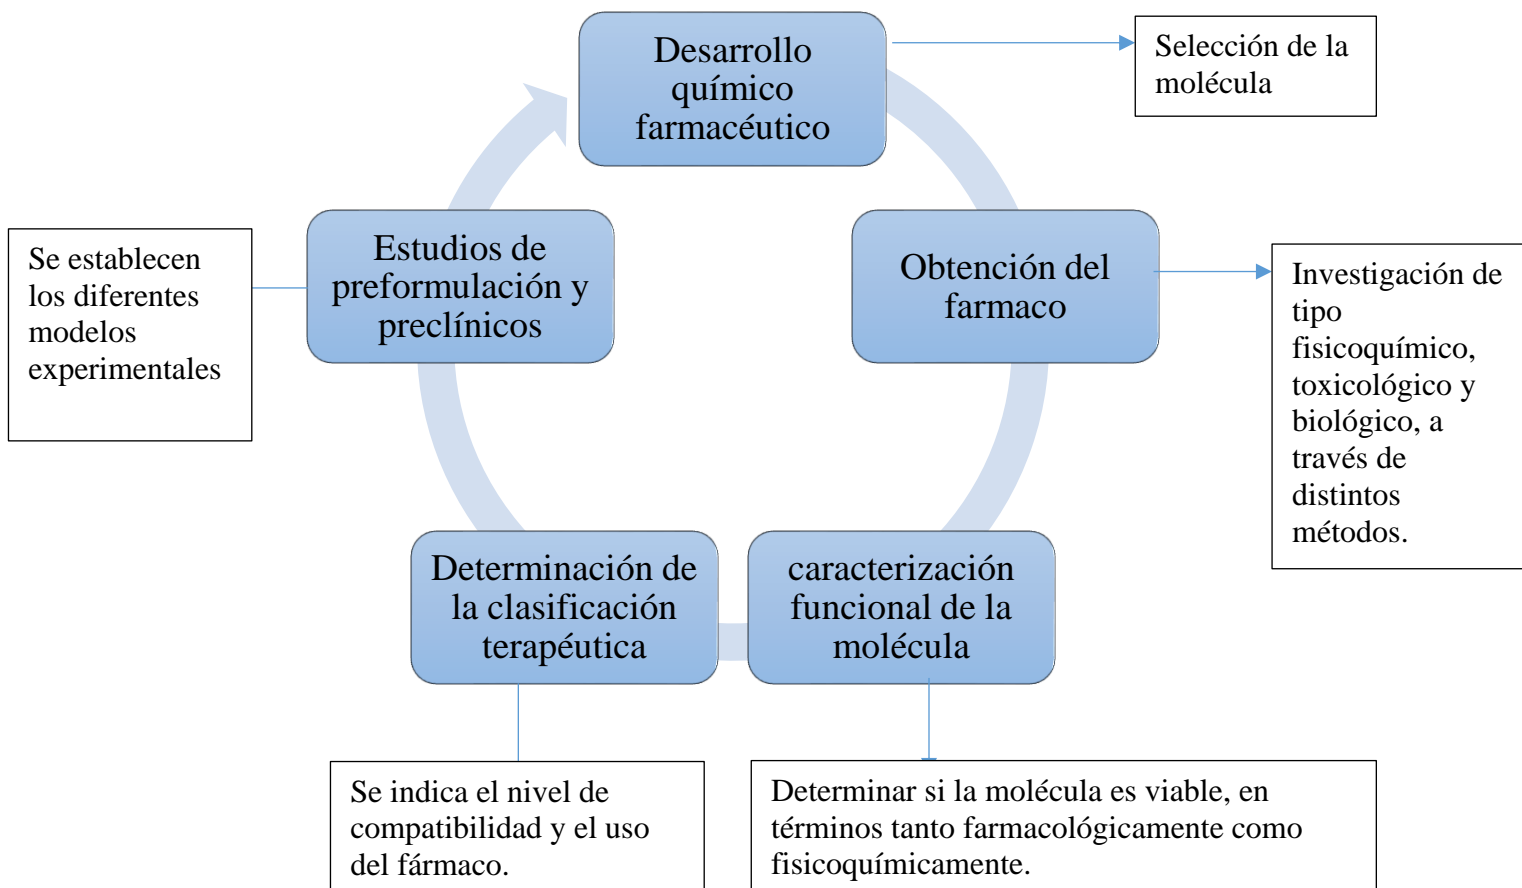 Desarrollo
químico
farmacéutico
Selección de la
molécula
Obtención del
farmaco
Investigación de
tipo
fisicoquímico,
toxicológico y
biológico, a
través de
distintos
métodos.
caracterización
funcional de la
molécula
Determinar si la molécula es viable, en
términos tanto farmacológicamente como
fisicoquímicamente.
Determinación de
la clasificación
terapéutica
Se indica el nivel de
compatibilidad y el uso
del fármaco.
Estudios de
preformulación y
preclínicos
Se establecen
los diferentes
modelos
experimentales